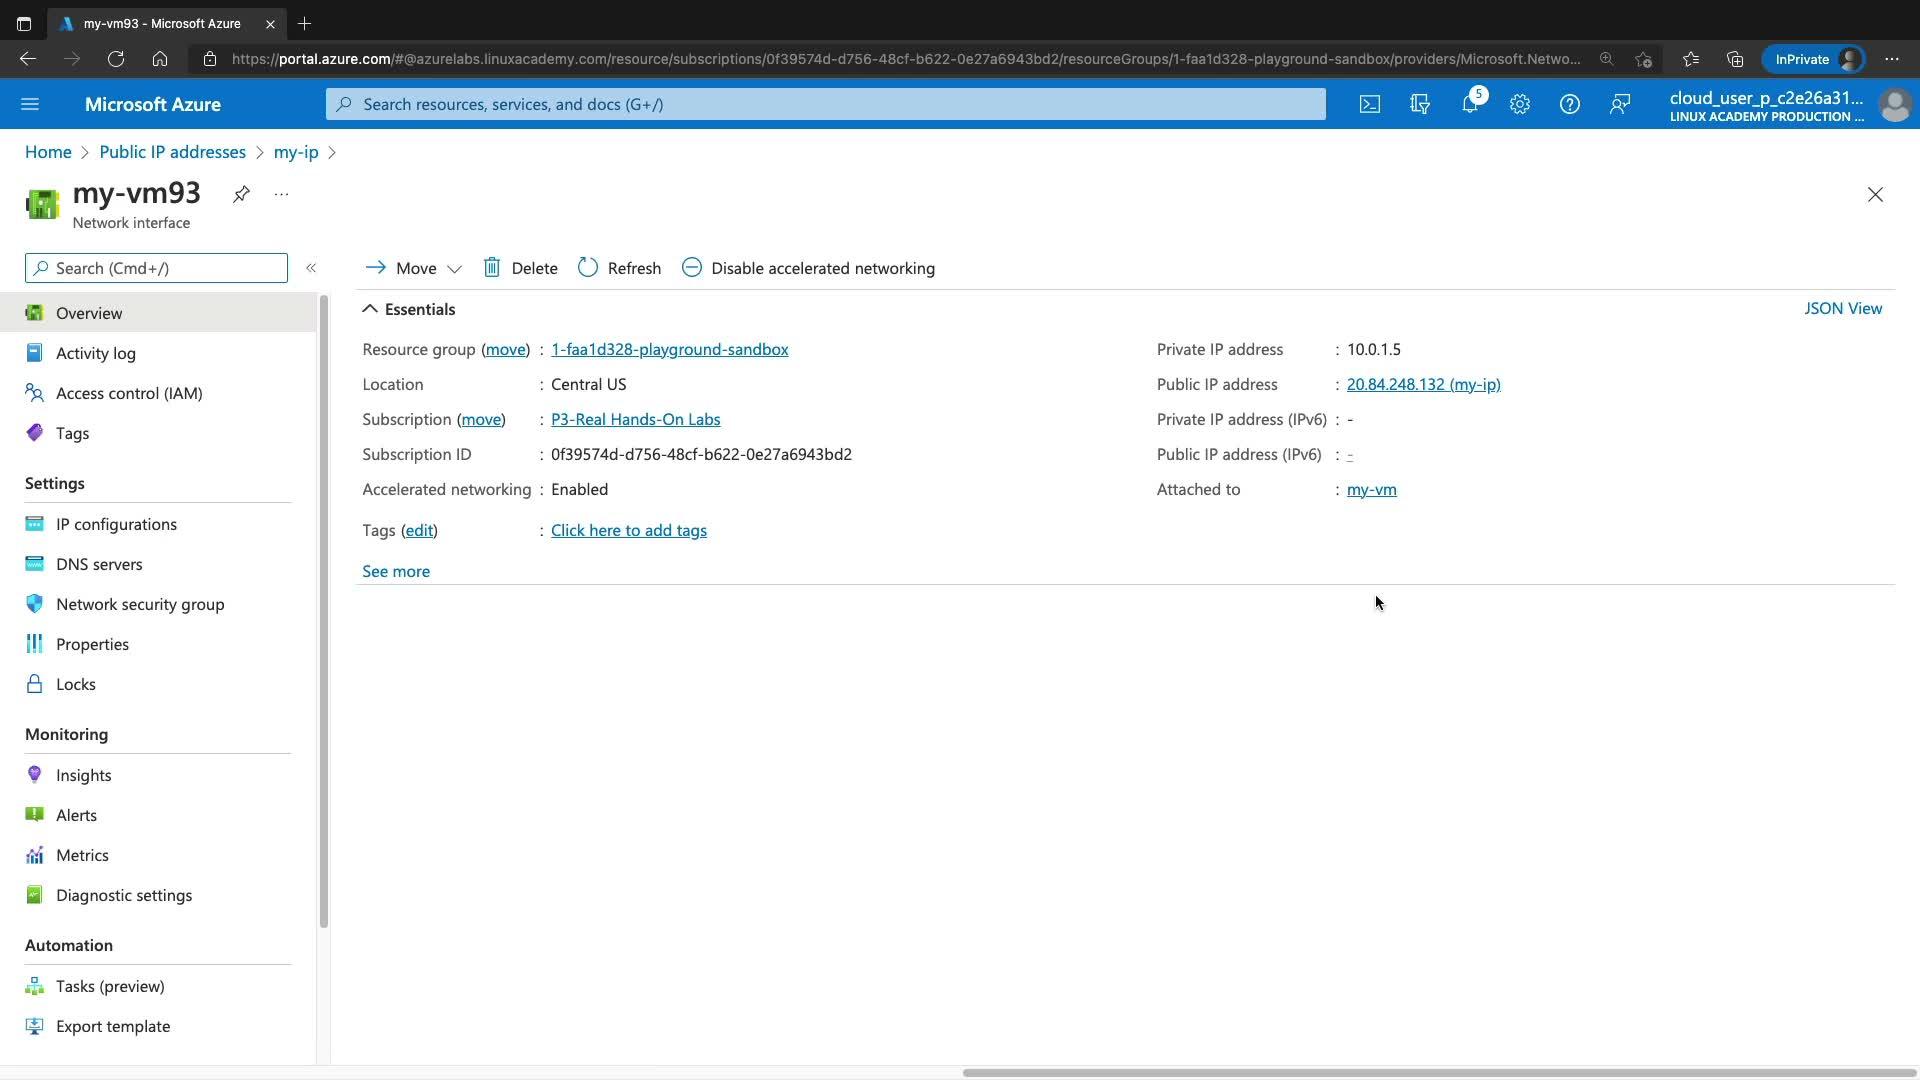 my-vm93 - Microsoft Azure
https://portal.azure.com/#@azurelabs.linuxacademy.com/resource/subscriptions/0f39574d-d756-48cf-b622-0e27a6943bd2/resourceGroups/1-faa1d328-playground-sandbox/providers/Microsoft.Netwo...
InPrivate
Microsoft Azure
Search resources, services, and docs (G+/)
5
cloud_user_p_c2e26a31...
LINUX ACADEMY PRODUCTION ...
Home > Public IP addresses > my-ip >
my-vm93 ...
Network interface
Search (Cmd+/) «
Move Delete Refresh Disable accelerated networking
Essentials
JSON View
Resource group (move) : 1-faa1d328-playground-sandbox
Location : Central US
Subscription (move) : P3-Real Hands-On Labs
Subscription ID : 0f39574d-d756-48cf-b622-0e27a6943bd2
Accelerated networking : Enabled
Tags (edit) : Click here to add tags
See more
Private IP address : 10.0.1.5
Public IP address : 20.84.248.132 (my-ip)
Private IP address (IPv6) : -
Public IP address (IPv6) : -
Attached to : my-vm
Overview
Activity log
Access control (IAM)
Tags
Settings
IP configurations
DNS servers
Network security group
Properties
Locks
Monitoring
Insights
Alerts
Metrics
Diagnostic settings
Automation
Tasks (preview)
Export template